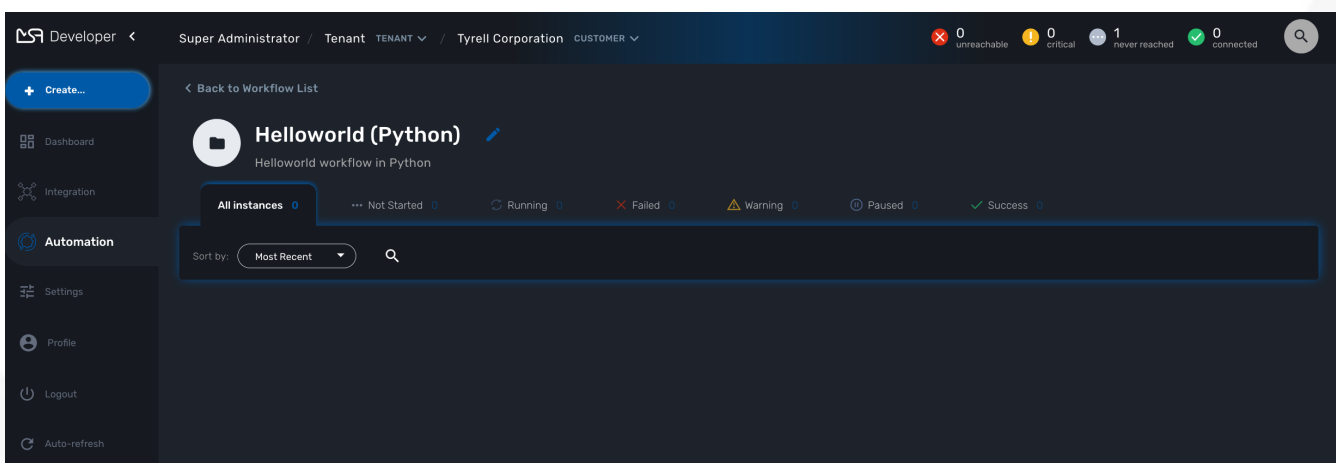 Developer
Super Administrator / Tenant TENANT / Tyrell Corporation CUSTOMER
0 unreachable
0 critical
1 never reached
0 connected
+ Create...
Dashboard
Integration
Automation
Settings
Profile
Logout
Auto-refresh
Back to Workflow List
Helloworld (Python)
Helloworld workflow in Python
All instances 0
Not Started 0
Running 0
Failed 0
Warning 0
Paused 0
Success 0
Sort by: Most Recent